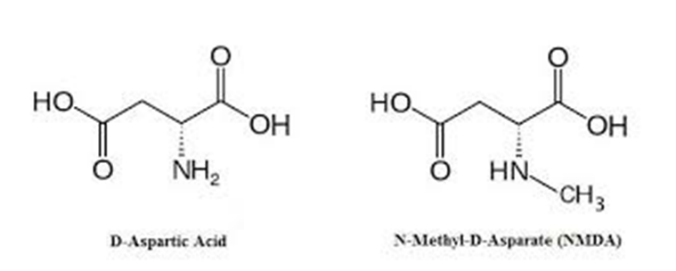 O
HO
OH
O
NH2
D-Aspartic Acid
O
HO
OH
O
HN
CH3
N-Methyl-D-Asparate (NMDA)